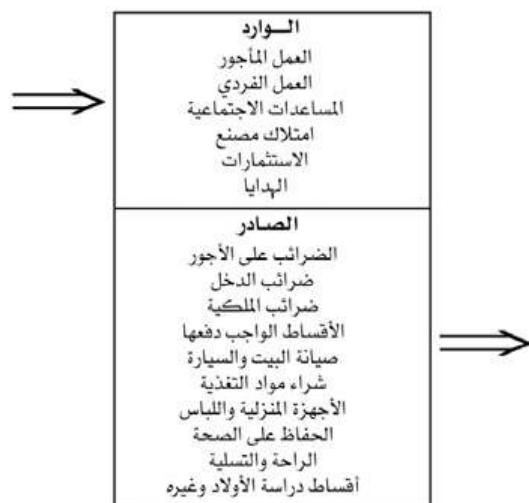 الـــوارد
العمل المأجور
العمل الفردي
المساعدات الاجتماعية
امتلاك مصنع
الاستثمارات
الهدايا
الصـادر
الضرائب على الأجور
ضرائب الدخل
ضرائب الملكية
الأقساط الواجب دفعها
صيانة البيت والسيارة
شراء مواد التغذية
الأجهزة المنزلية واللباس
الحفاظ على الصحة
الراحة والتسلية
أقساط دراسة الأولاد وغيره